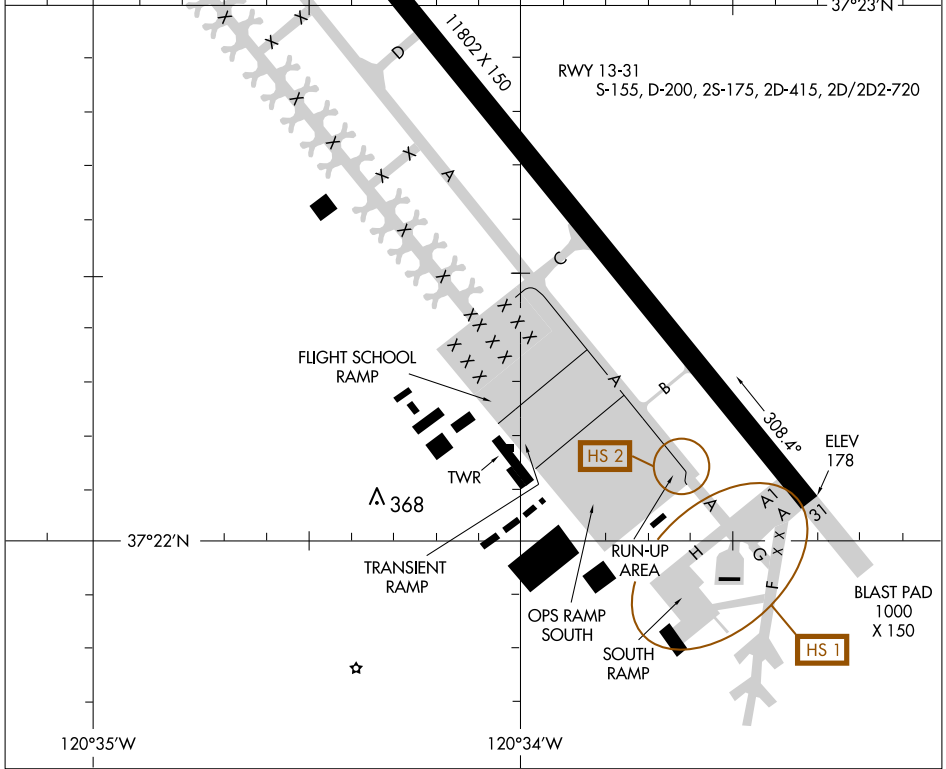 37°23'N
11802 X 150
RWY 13-31
S-155, D-200, 2S-175, 2D-415, 2D/2D2-720
D
X
X
X
X
X
X
A
X
C
X
X
X
X
X
X
X
X
X
X
X
X
FLIGHT SCHOOL
RAMP
A
B
308.4°
ELEV
178
HS 2
TWR
368
A
A1
A
31
X
X
37°22'N
H
G
F
TRANSIENT
RAMP
RUN-UP
AREA
OPS RAMP
SOUTH
SOUTH
RAMP
BLAST PAD
1000
X 150
HS 1
120°35'W
120°34'W